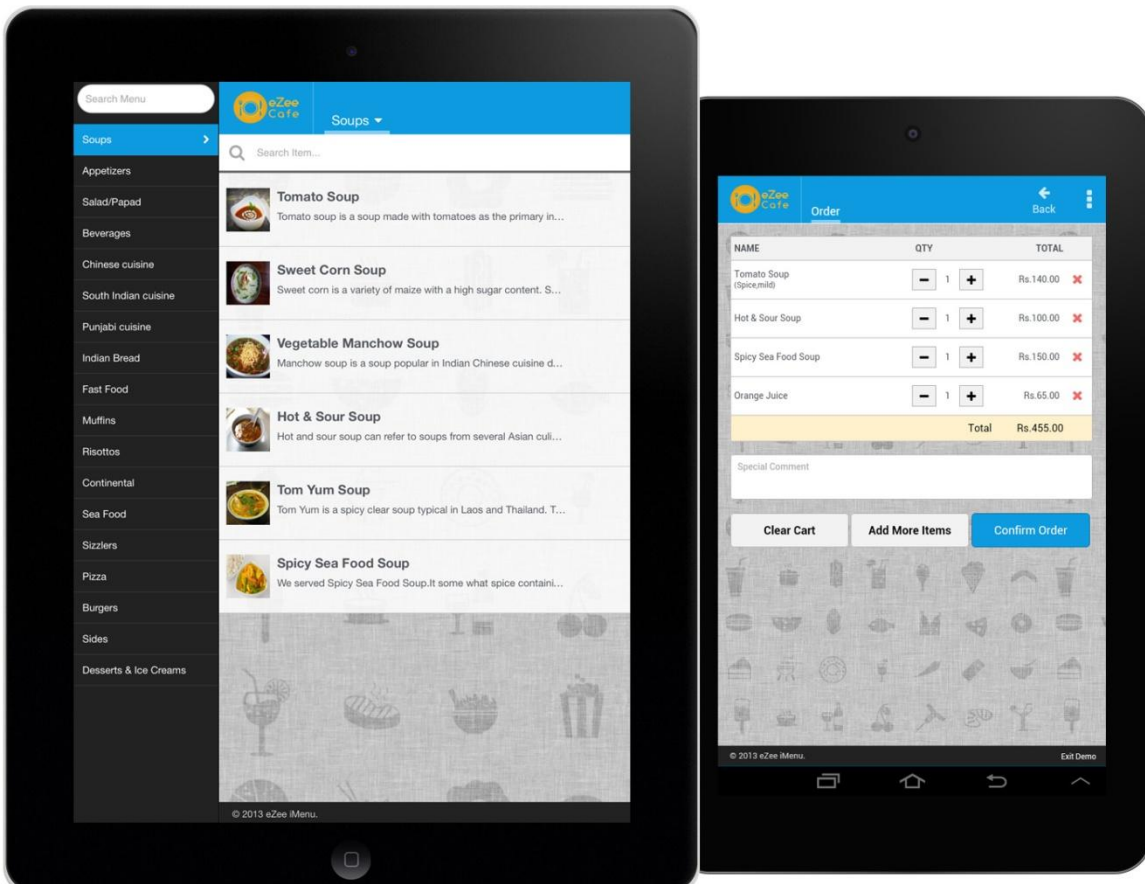 Search Menu
Soups
Appetizers
Salad/Papad
Beverages
Chinese cuisine
South Indian cuisine
Punjabi cuisine
Indian Bread
Fast Food
Muffins
Risottos
Continental
Sea Food
Sizzlers
Pizza
Burgers
Sides
Desserts & Ice Creams
eZee
Cafe
Soups
Search Item...
Tomato Soup
Tomato soup is a soup made with tomatoes as the primary in...
Sweet Corn Soup
Sweet corn is a variety of maize with a high sugar content. S...
Vegetable Manchow Soup
Manchow soup is a soup popular in Indian Chinese cuisine d...
Hot & Sour Soup
Hot and sour soup can refer to soups from several Asian culi...
Tom Yum Soup
Tom Yum is a spicy clear soup typical in Laos and Thailand. T...
Spicy Sea Food Soup
We served Spicy Sea Food Soup.It some what spice containi...
© 2013 eZee iMenu.
eZee
Cafe
Order
Back
NAME QTY TOTAL
Tomato Soup
(Spice,mild)
− 1 + Rs.140.00
Hot & Sour Soup − 1 + Rs.100.00
Spicy Sea Food Soup − 1 + Rs.150.00
Orange Juice − 1 + Rs.65.00
Total Rs.455.00
Special Comment
Clear Cart Add More Items Confirm Order
© 2013 eZee iMenu. Exit Demo